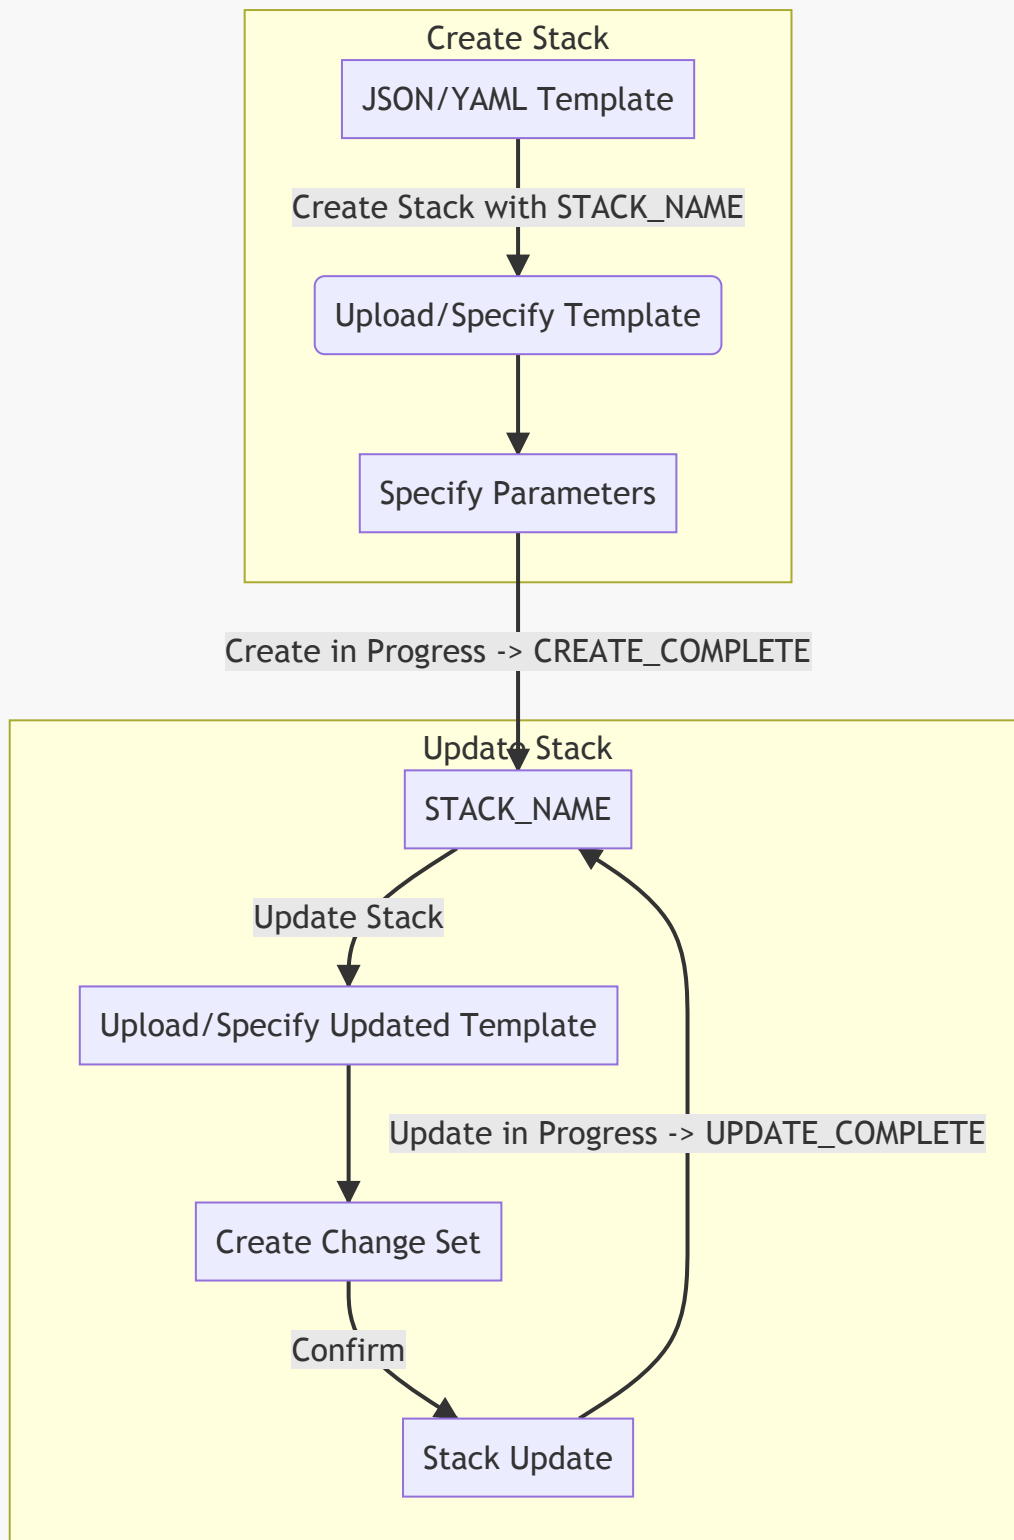 Create Stack
JSON/YAML Template
Create Stack with STACK_NAME
Upload/Specify Template
Specify Parameters
Create in Progress -> CREATE_COMPLETE
Update Stack
STACK_NAME
Update Stack
Upload/Specify Updated Template
Update in Progress -> UPDATE_COMPLETE
Create Change Set
Confirm
Stack Update